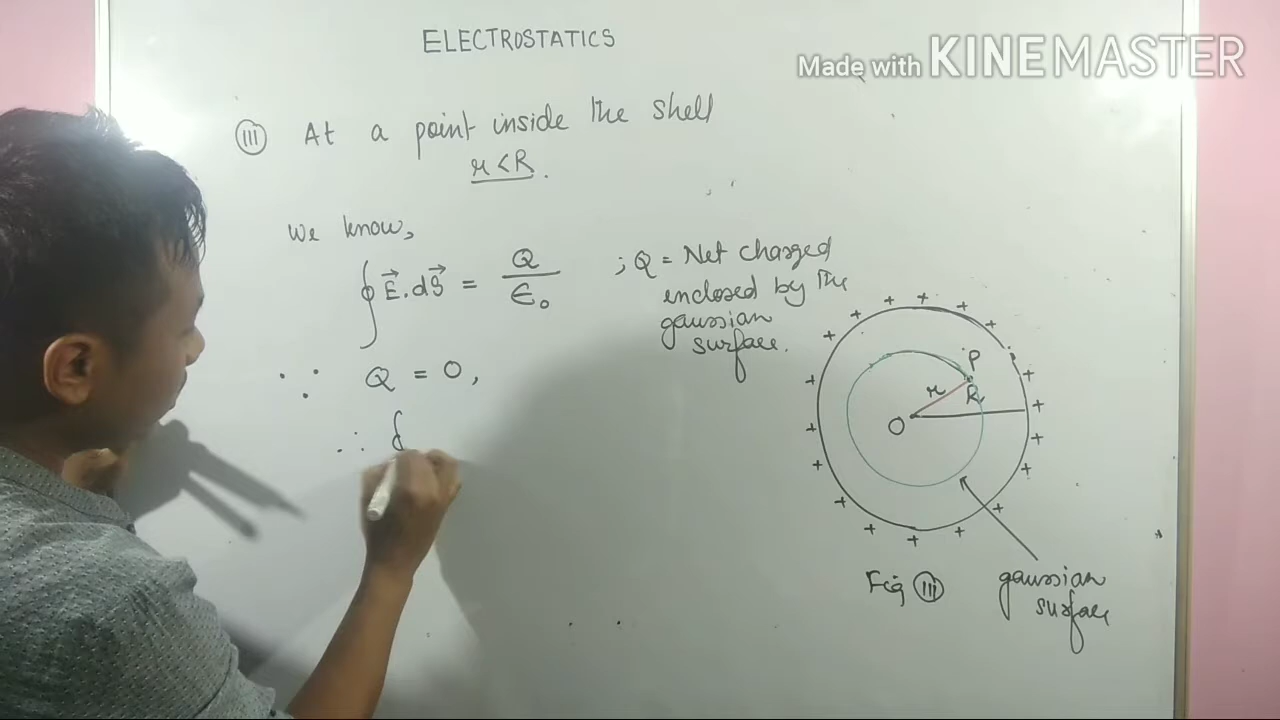 ELECTROSTATICS
Made with KINEMASTER
(III) At a point inside the shell
r < R.
We know,
∮ E⃗ . dS⃗ = Q / ϵ₀
; Q = Net charged
enclosed by the
gaussian
surface.
∵ Q = 0,
∴ ∮
P
r
R
O
Fig (III)
gaussian
surface